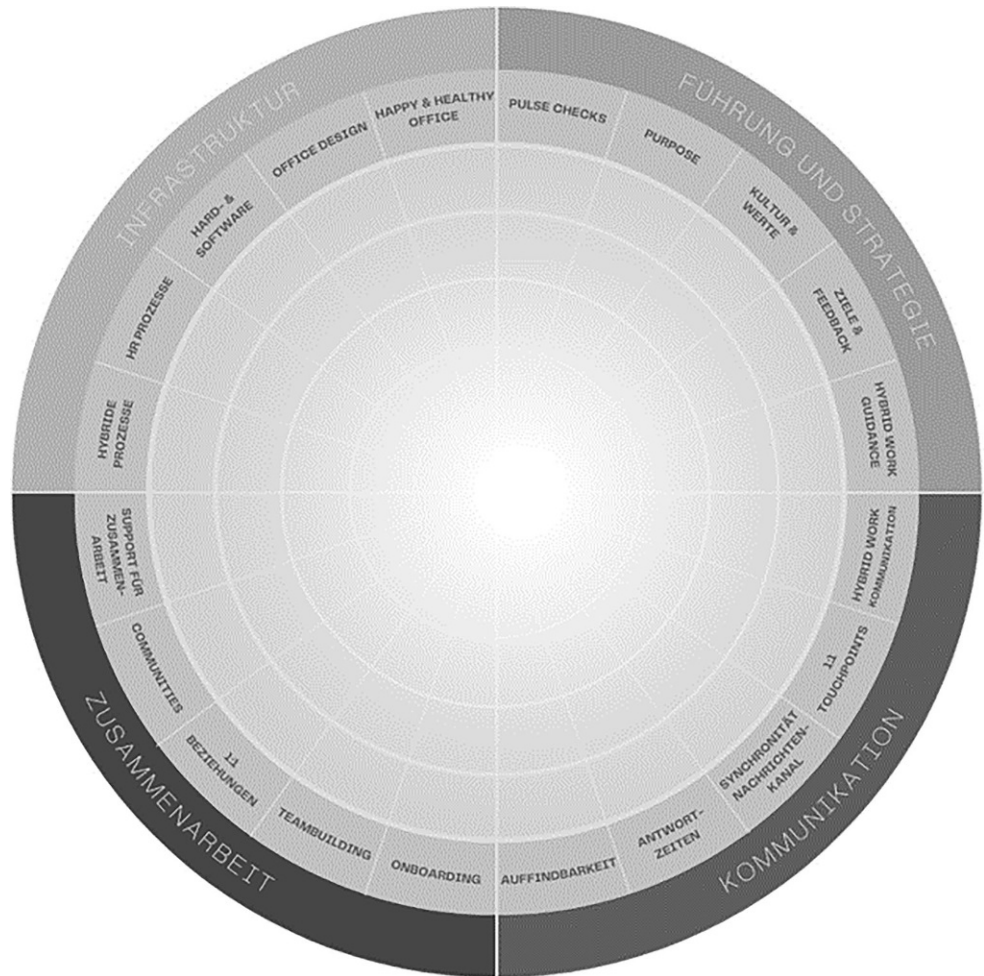 INFRASTRUKTUR
HYBRIDE
PROZESSE
HR PROZESSE
HARD- &
SOFTWARE
OFFICE DESIGN
HAPPY & HEALTHY
OFFICE
FÜHRUNG UND STRATEGIE
PULSE CHECKS
PURPOSE
KULTUR &
WERTE
ZIELE &
FEEDBACK
HYBRID WORK
GUIDANCE
KOMMUNIKATION
HYBRID WORK
KOMMUNIKATION
1:1
TOUCHPOINTS
SYNCHRONITÄT
NACHRICHTEN-
KANAL
ANTWORT-
ZEITEN
AUFFINDBARKEIT
ZUSAMMENARBEIT
ONBOARDING
TEAMBUILDING
1:1
BEZIEHUNGEN
COMMUNITIES
SUPPORT FÜR
ZUSAMMEN-
ARBEIT